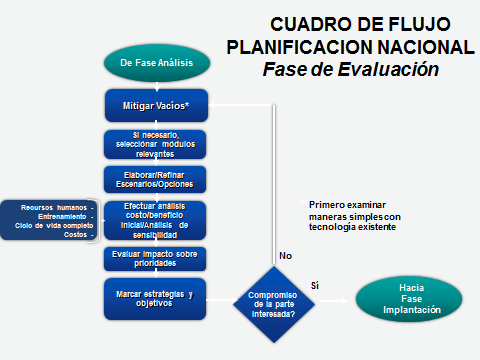 CUADRO DE FLUJO
PLANIFICACION NACIONAL
Fase de Evaluación
De Fase Análisis
Mitigar Vacíos*
Si necesario,
seleccionar módulos
relevantes
Elaborar/Refinar
Escenarios/Opciones
Recursos humanos -
Entrenamiento -
Ciclo de vida completo
Costos -
Efectuar análisis
costo/beneficio
Inicial/Análisis de
sensibilidad
Primero examinar
maneras simples con
tecnología existente
Evaluar impacto sobre
prioridades
No
Marcar estrategias y
objetivos
Compromiso
de la parte
Interesada?
Sí
Hacia
Fase
Implantación